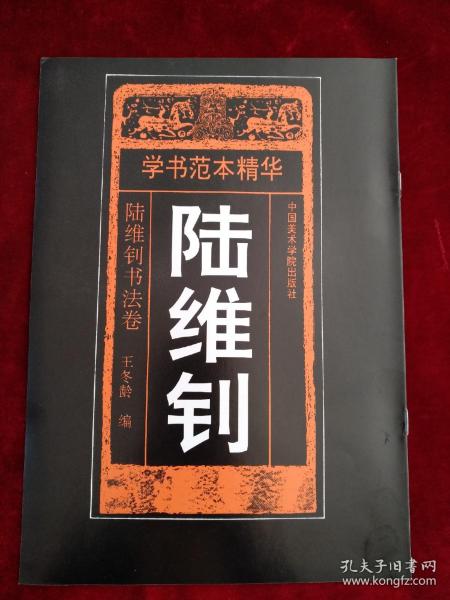 学书范本精华
中国美术学院出版社
陆维钊
陆维钊书法卷
王冬龄 编
孔夫子旧书网
www.kongfz.com